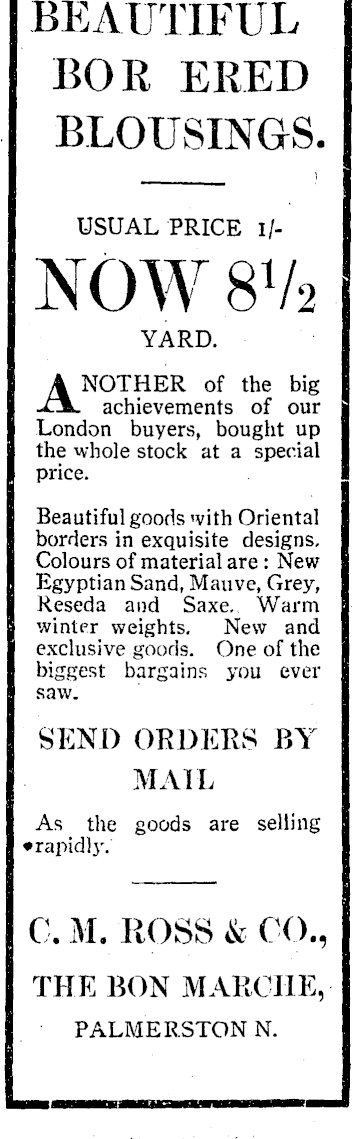 BEAUTIFUL
BOR ERED
BLOUSINGS.
USUAL PRICE 1/-
NOW 8½
YARD.
ANOTHER of the big
achievements of our
London buyers, bought up
the whole stock at a special
price.
Beautiful goods with Oriental
borders in exquisite designs.
Colours of material are : New
Egyptian Sand, Mauve, Grey,
Reseda and Saxe. Warm
winter weights. New and
exclusive goods. One of the
biggest bargains you ever
saw.
SEND ORDERS BY
MAIL
As the goods are selling
rapidly.
C. M. ROSS & CO.,
THE BON MARCHE,
PALMERSTON N.